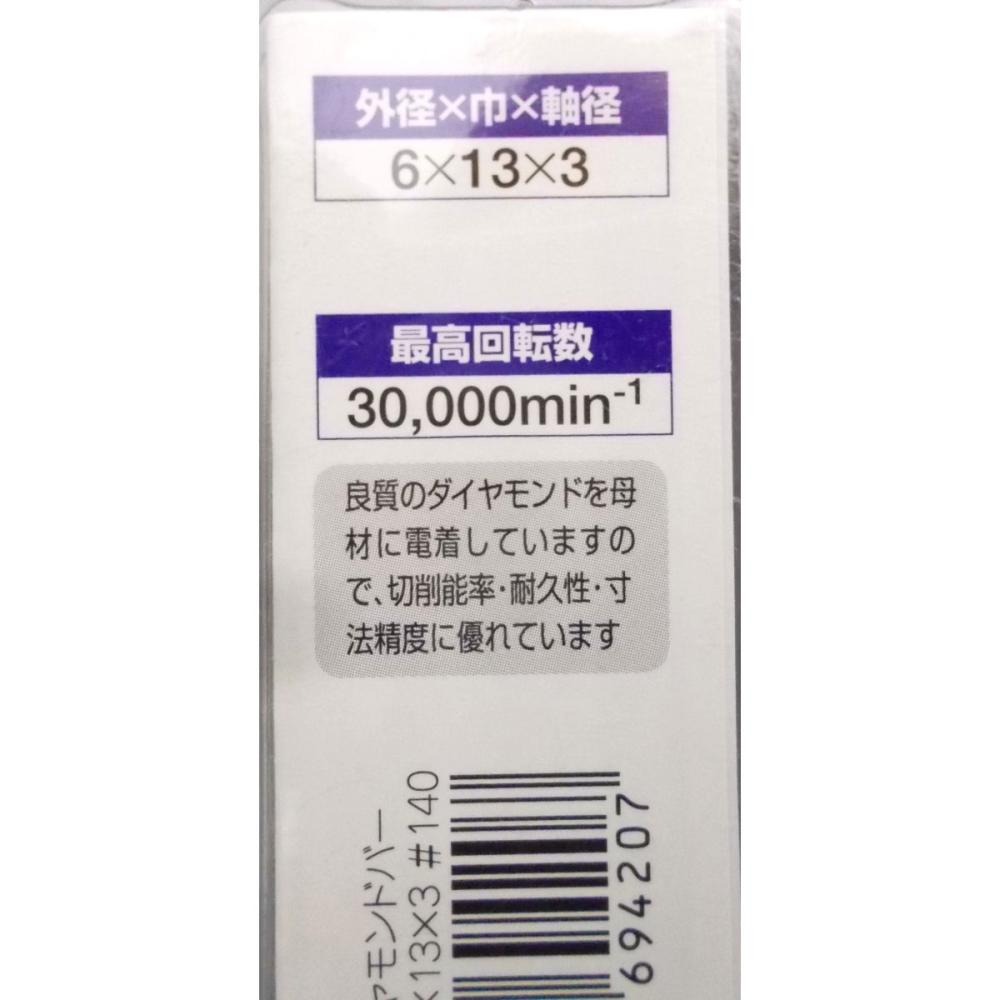 外径×巾×軸径
6×13×3
最高回転数
30,000min⁻¹
良質のダイヤモンドを母
材に電着していますの
で、切削能率・耐久性・寸
法精度に優れています
ヤモンドバー
×13×3 #140
694207